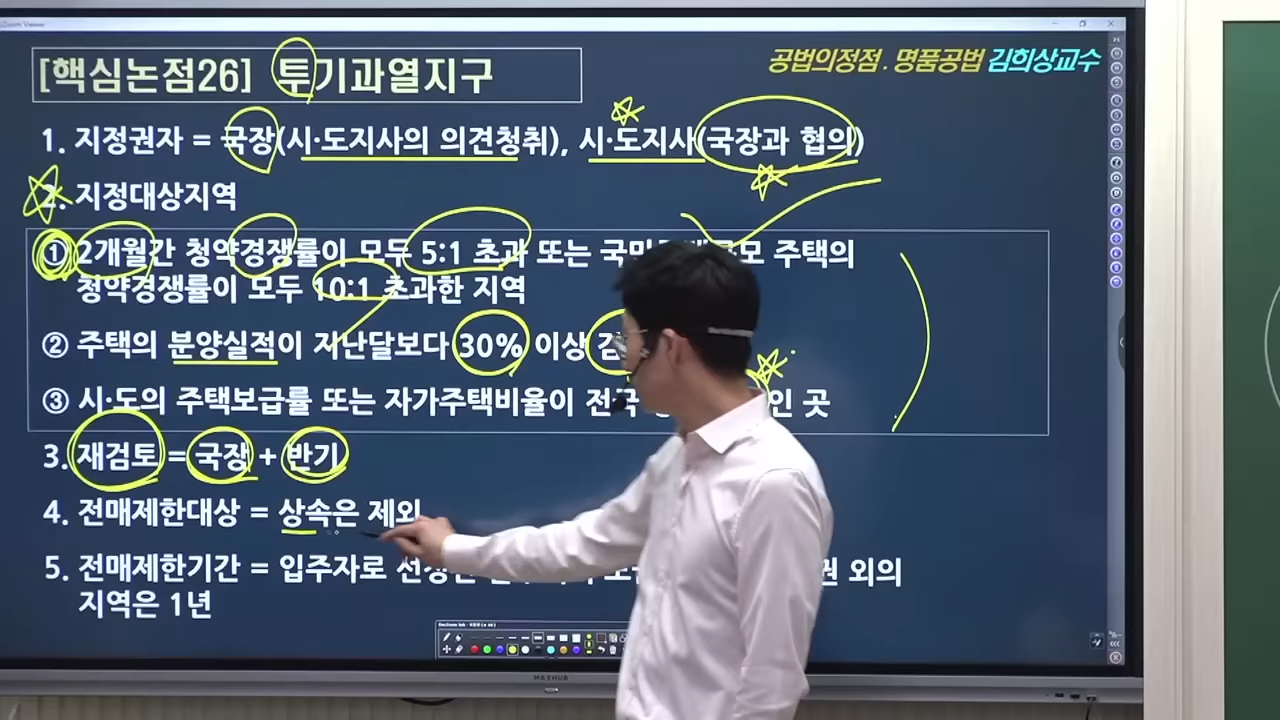 [핵심논점26] 투기과열지구
공법의정점. 명품공법 김희상교수
1. 지정권자 = 국장(시·도지사의 의견청취), 시·도지사(국장과 협의)
2. 지정대상지역
① 2개월간 청약경쟁률이 모두 5:1 초과 또는 주택의
청약경쟁률이 모두 10:1 초과한 지역
② 주택의 분양실적이 지난달보다 30% 이상
③ 시·도의 주택보급률 또는 자가주택비율이 전국 인 곳
3. 재검토 = 국장 + 반기
4. 전매제한대상 = 상속은 제외
5. 전매제한기간 = 입주자로 외의
지역은 1년
MAXHUB